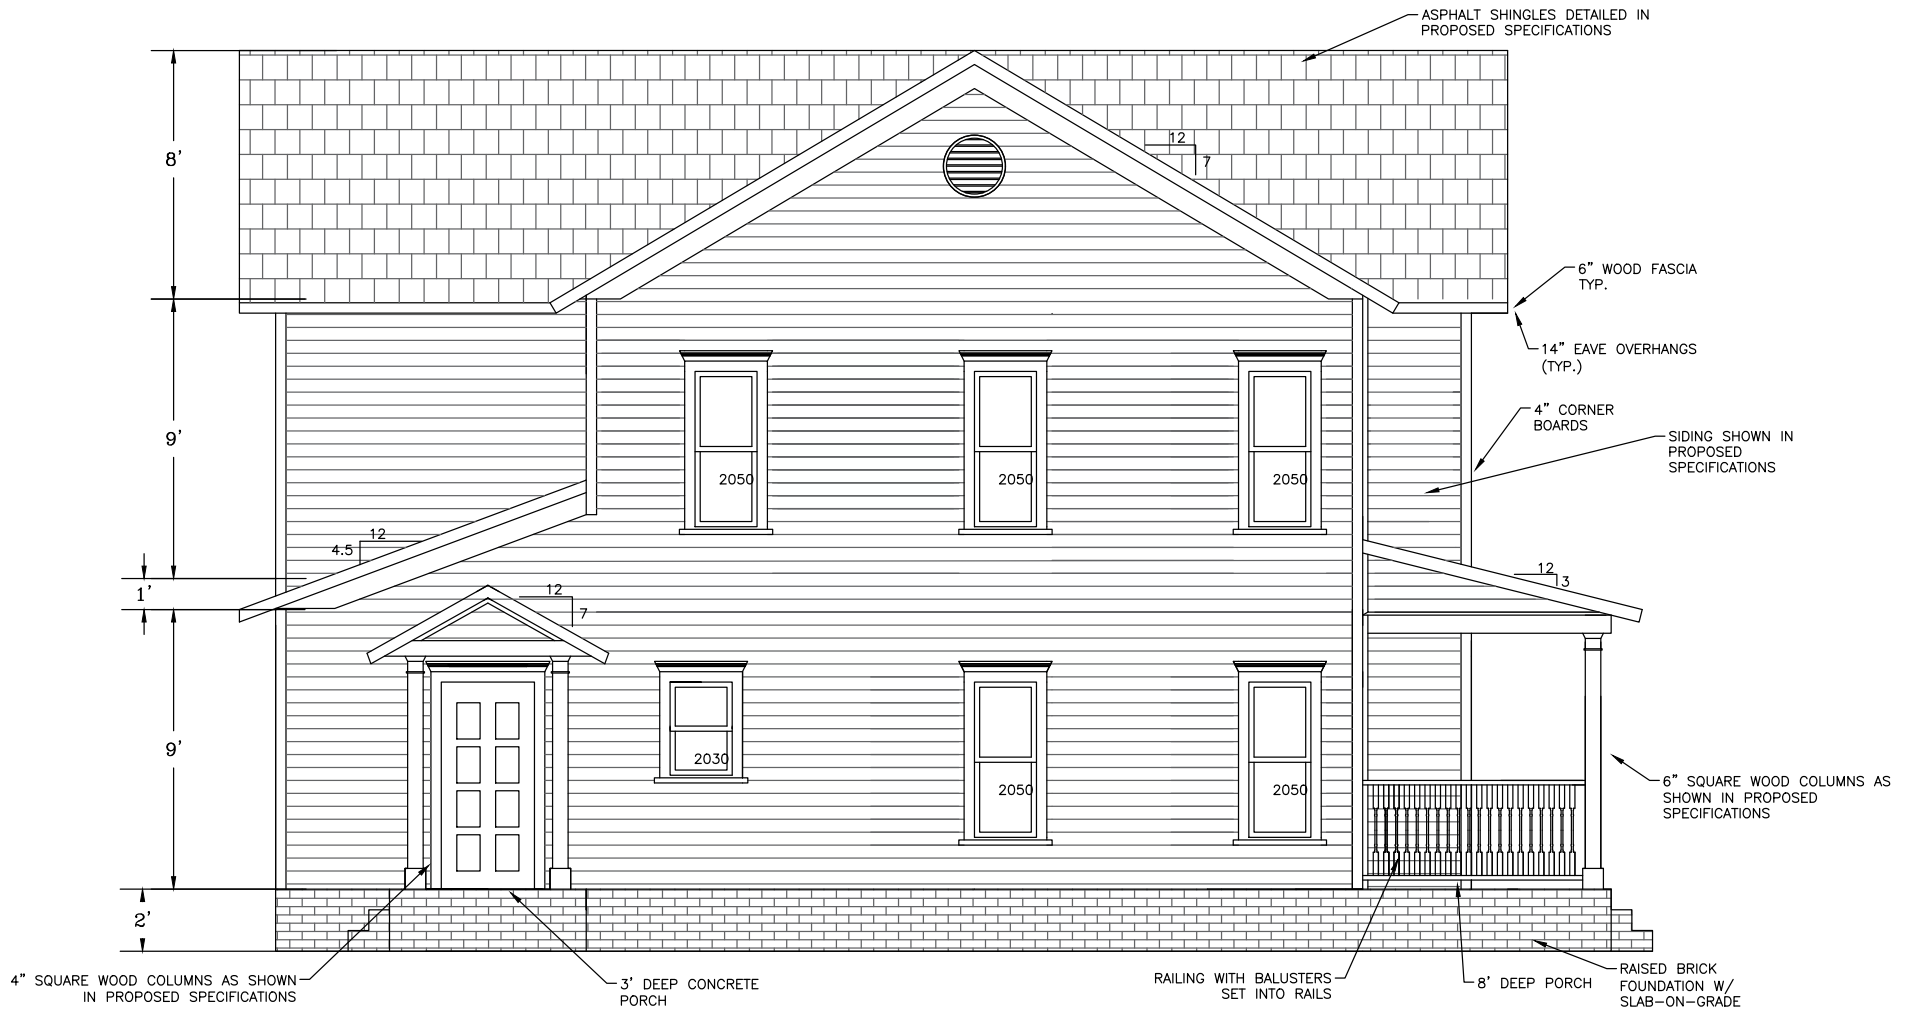 ASPHALT SHINGLES DETAILED IN
PROPOSED SPECIFICATIONS
12
7
8'
6" WOOD FASCIA
TYP.
14" EAVE OVERHANGS
(TYP.)
4" CORNER
BOARDS
SIDING SHOWN IN
PROPOSED
SPECIFICATIONS
9'
2050
2050
2050
12
4.5
12
3
1'
12
7
9'
2030
2050
2050
6" SQUARE WOOD COLUMNS AS
SHOWN IN PROPOSED
SPECIFICATIONS
2'
4" SQUARE WOOD COLUMNS AS SHOWN
IN PROPOSED SPECIFICATIONS
3' DEEP CONCRETE
PORCH
RAILING WITH BALUSTERS
SET INTO RAILS
8' DEEP PORCH
RAISED BRICK
FOUNDATION W/
SLAB-ON-GRADE